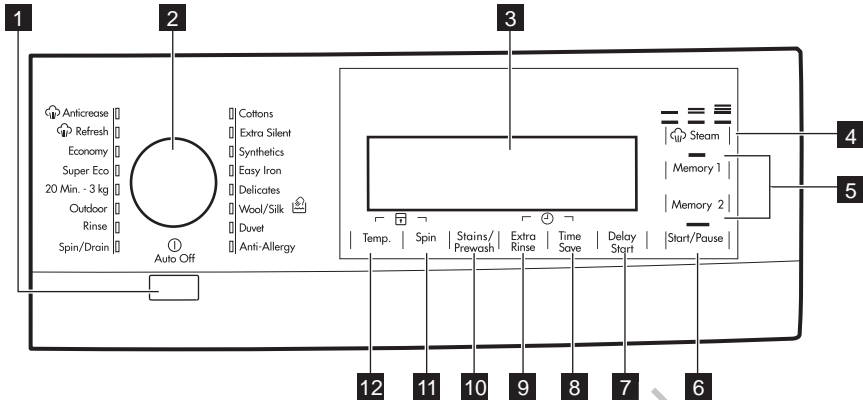 1
2
3
Anticrease
Refresh
Economy
Super Eco
20 Min. - 3 kg
Outdoor
Rinse
Spin/Drain
Auto Off
Cottons
Extra Silent
Synthetics
Easy Iron
Delicates
Wool/Silk
Duvet
Anti-Allergy
Steam
Memory 1
Memory 2
Start/Pause
4
5
Temp.
Spin
Stains/
Prewash
Extra
Rinse
Time
Save
Delay
Start
12
11
10
9
8
7
6